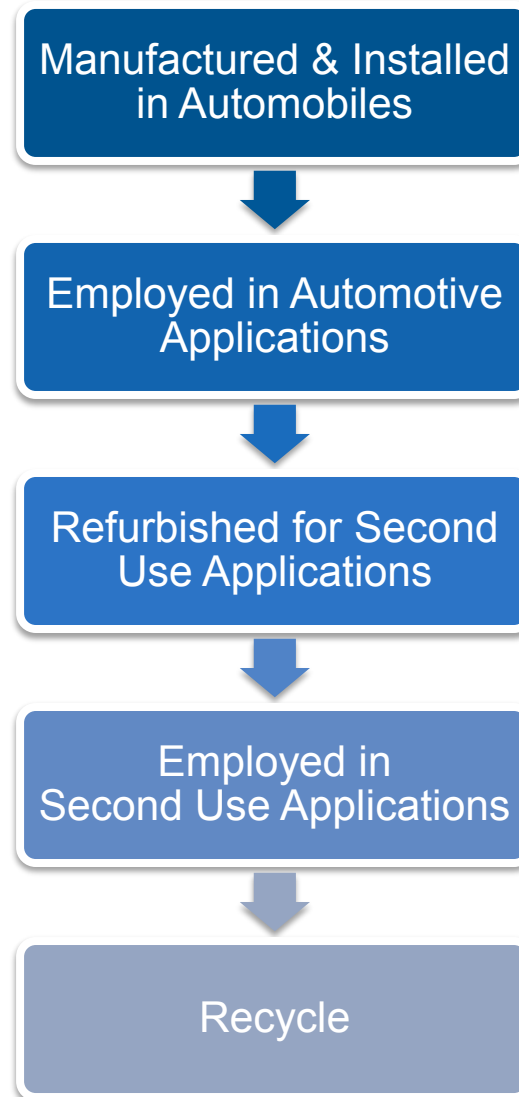 Manufactured & Installed
in Automobiles
Employed in Automotive
Applications
Refurbished for Second
Use Applications
Employed in
Second Use Applications
Recycle